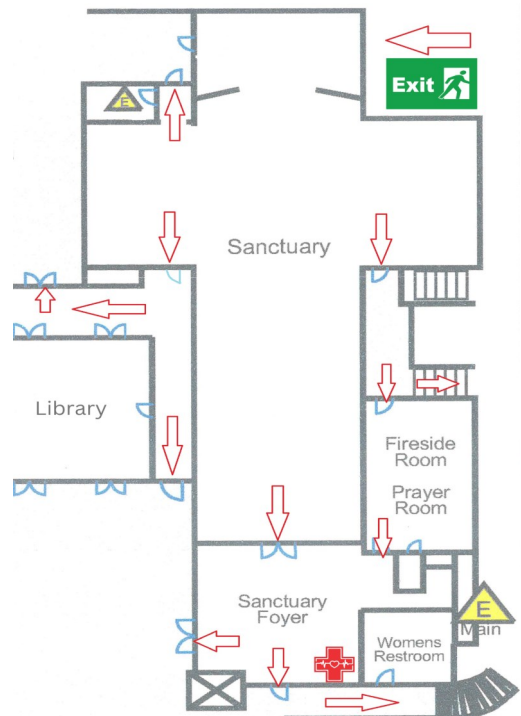 Exit
E
Sanctuary
Library
Fireside
Room
Prayer
Room
Sanctuary
Foyer
E
Main
Womens
Restroom